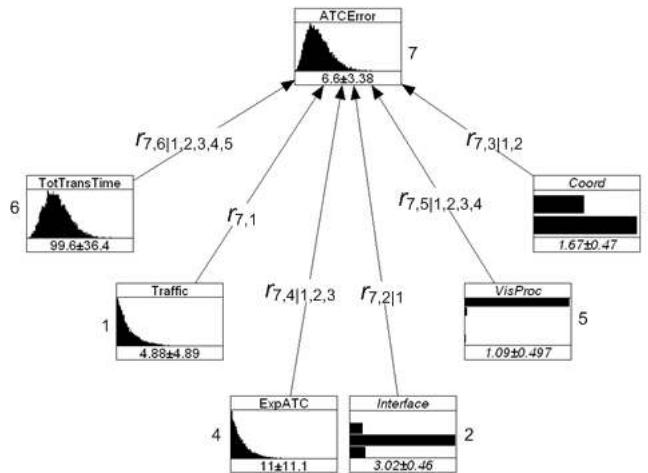 ATCError
7
6.6±3.38
r7,6|1,2,3,4,5
r7,3|1,2
TotTransTime
6
99.6±36.4
Coord
1.67±0.47
r7,1
r7,5|1,2,3,4
Traffic
1
4.88±4.89
r7,4|1,2,3
r7,2|1
VisProc
5
1.09±0.497
ExpATC
4
11±11.1
Interface
2
3.02±0.46